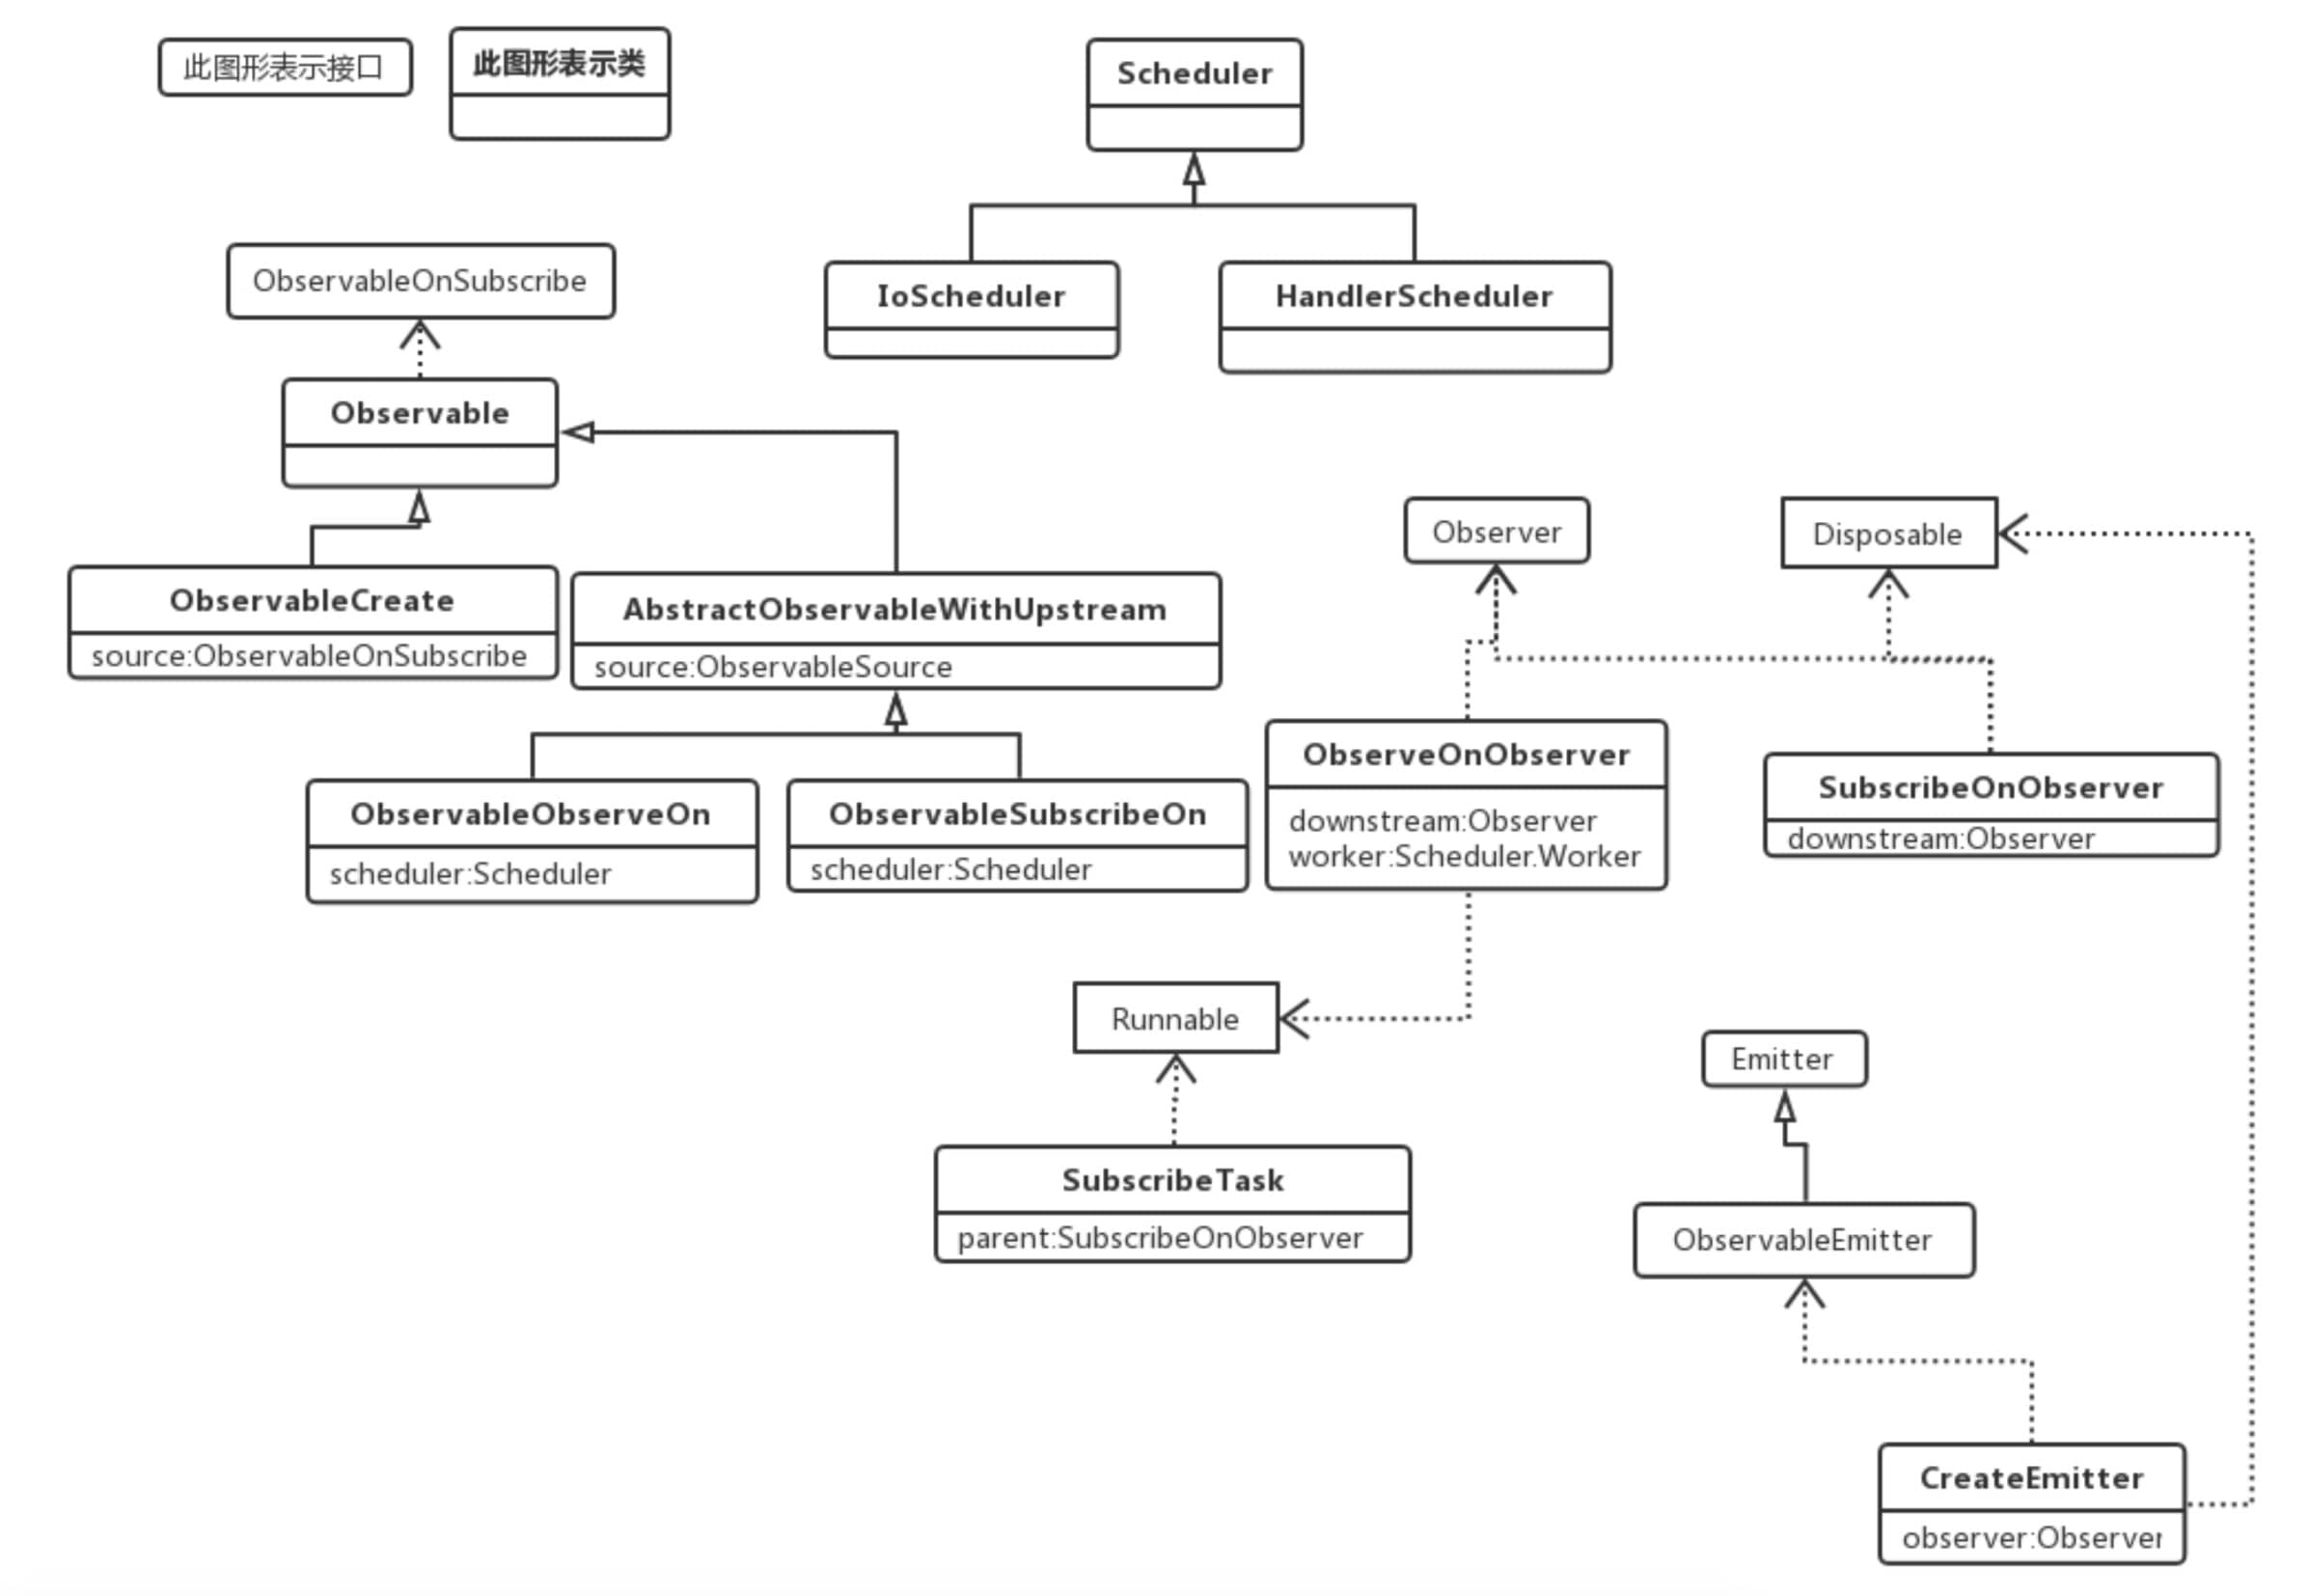 此图形表示接口
此图形表示类
Scheduler
ObservableOnSubscribe
IoScheduler
HandlerScheduler
Observable
Observer
Disposable
ObservableCreate
source:ObservableOnSubscribe
AbstractObservableWithUpstream
source:ObservableSource
ObservableObserveOn
scheduler:Scheduler
ObservableSubscribeOn
scheduler:Scheduler
ObserveOnObserver
downstream:Observer
worker:Scheduler.Worker
SubscribeOnObserver
downstream:Observer
Runnable
Emitter
SubscribeTask
parent:SubscribeOnObserver
ObservableEmitter
CreateEmitter
observer:Observer